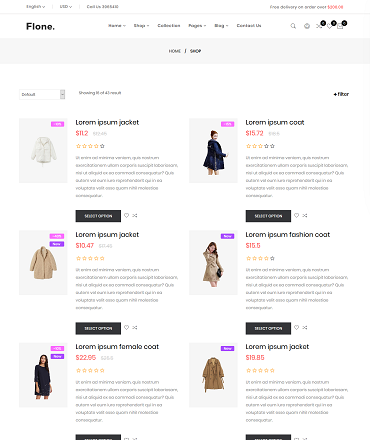 English
USD
Call Us 3965410
Free delivery on order over $200.00
Flone.
Home Shop Collection Pages Blog Contact Us
0 0 0
HOME / SHOP
Default
Showing 15 of 43 result
+ filter
Lorem ipsum jacket
$11.2
Ut enim ad minima veniam, quis nostrum exercitationem ullam corporis suscipit laboriosam, nisi ut aliquid ex ea commodi consequatur? Quis autem vel eum iure reprehenderit qui in ea voluptate velit esse quam nihil molestiae consequatur.
SELECT OPTION
Lorem ipsum coat
$15.72
Ut enim ad minima veniam, quis nostrum exercitationem ullam corporis suscipit laboriosam, nisi ut aliquid ex ea commodi consequatur? Quis autem vel eum iure reprehenderit qui in ea voluptate velit esse quam nihil molestiae consequatur.
SELECT OPTION
New
Lorem ipsum jacket
$10.47 $17.45
Ut enim ad minima veniam, quis nostrum exercitationem ullam corporis suscipit laboriosam, nisi ut aliquid ex ea commodi consequatur? Quis autem vel eum iure reprehenderit qui in ea voluptate velit esse quam nihil molestiae consequatur.
SELECT OPTION
New
Lorem ipsum fashion coat
$15.5
Ut enim ad minima veniam, quis nostrum exercitationem ullam corporis suscipit laboriosam, nisi ut aliquid ex ea commodi consequatur? Quis autem vel eum iure reprehenderit qui in ea voluptate velit esse quam nihil molestiae consequatur.
SELECT OPTION
New
Lorem ipsum female coat
$22.95 $25.5
Ut enim ad minima veniam, quis nostrum exercitationem ullam corporis suscipit laboriosam, nisi ut aliquid ex ea commodi consequatur? Quis autem vel eum iure reprehenderit qui in ea voluptate velit esse quam nihil molestiae consequatur.
New
Lorem ipsum jacket
$19.85
Ut enim ad minima veniam, quis nostrum exercitationem ullam corporis suscipit laboriosam, nisi ut aliquid ex ea commodi consequatur? Quis autem vel eum iure reprehenderit qui in ea voluptate velit esse quam nihil molestiae consequatur.